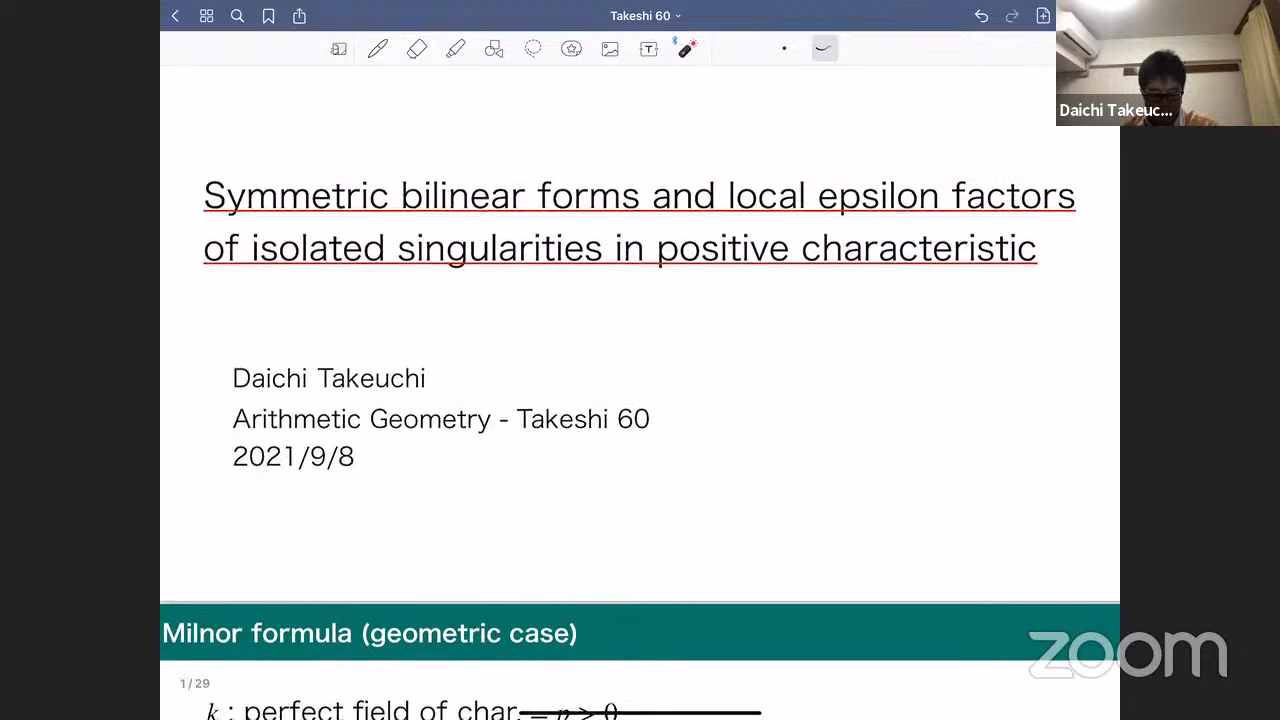 Takeshi 60
Daichi Takeuc...
Symmetric bilinear forms and local epsilon factors
of isolated singularities in positive characteristic
Daichi Takeuchi
Arithmetic Geometry - Takeshi 60
2021/9/8
Milnor formula (geometric case)
zoom
1/29
k : perfect field of char. = p > 0